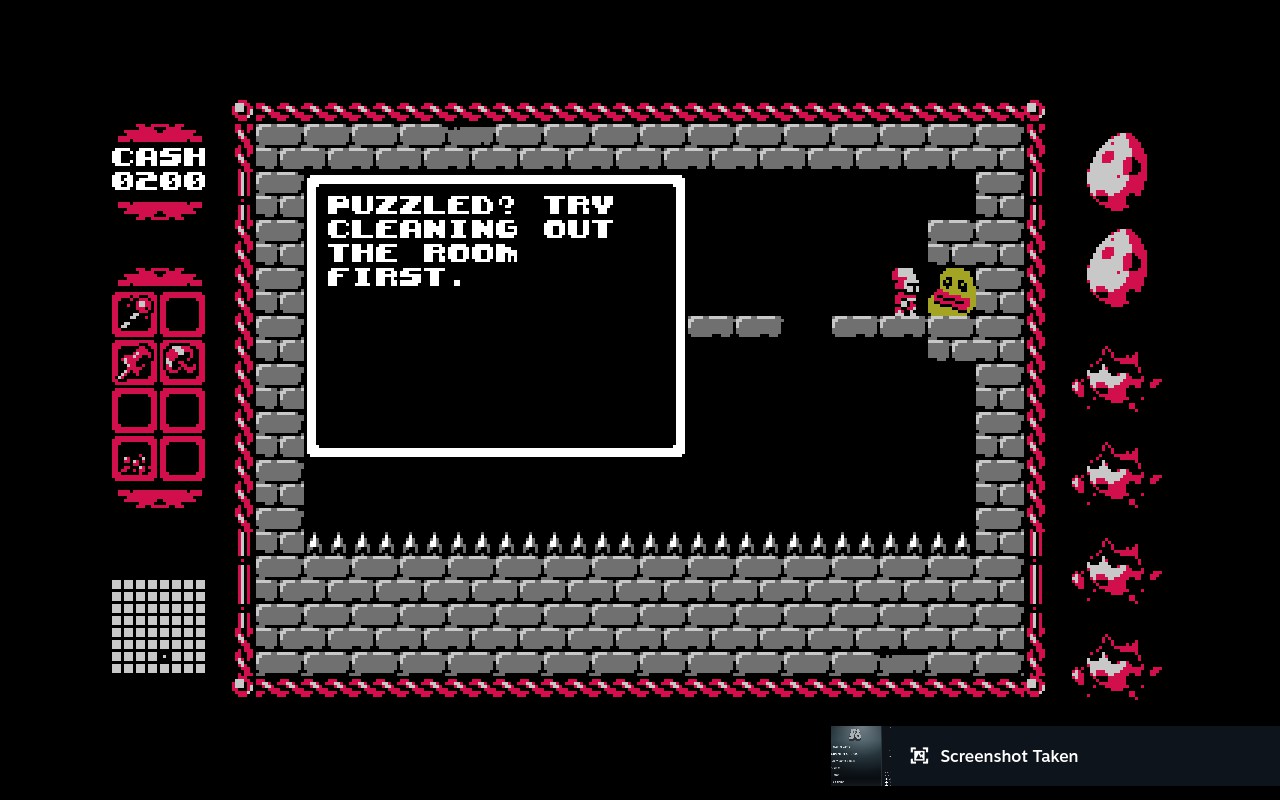 CASH
0200
PUZZLED? TRY
CLEANING OUT
THE ROOM
FIRST.
Screenshot Taken